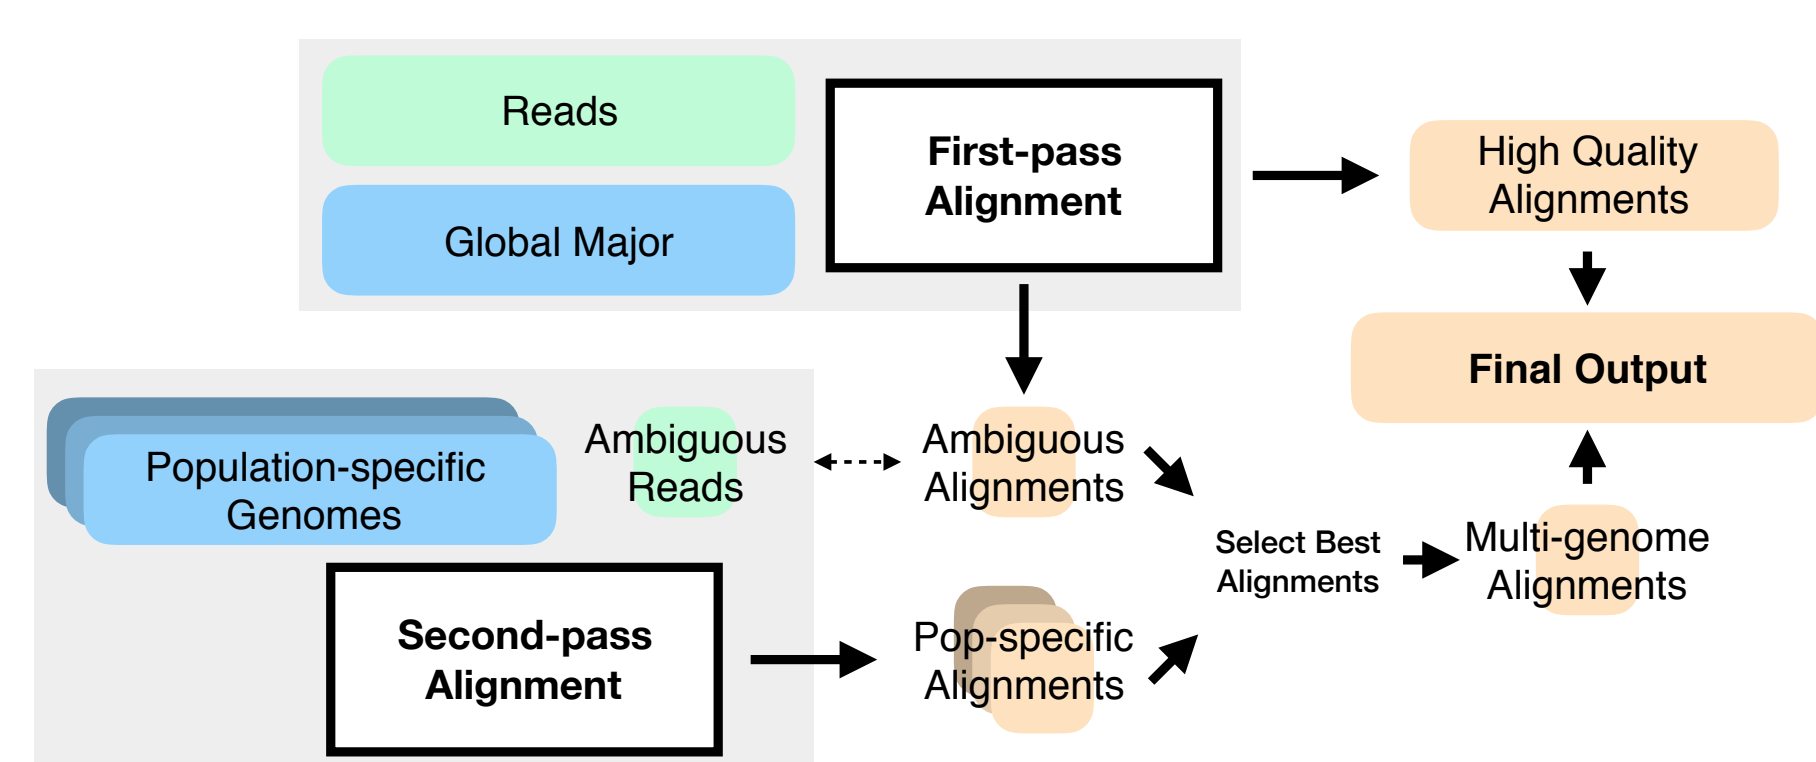 Reads
Global Major
First-pass
Alignment
High Quality
Alignments
Final Output
Population-specific
Genomes
Ambiguous
Reads
Ambiguous
Alignments
Second-pass
Alignment
Pop-specific
Alignments
Select Best
Alignments
Multi-genome
Alignments